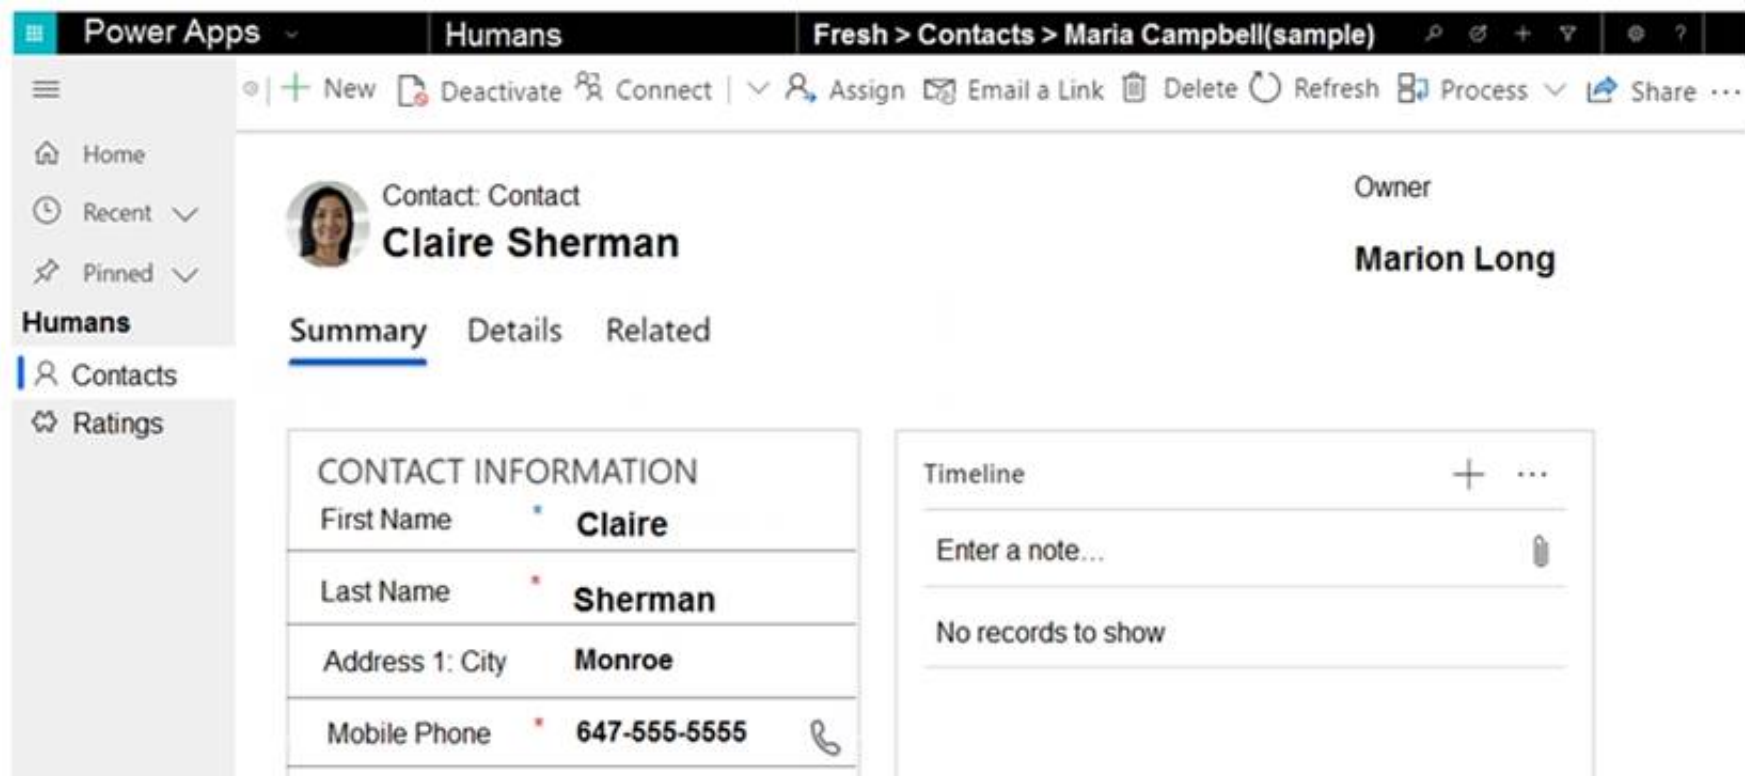 Power Apps Humans Fresh > Contacts > Maria Campbell(sample) ?
New Deactivate Connect Assign Email a Link Delete Refresh Process Share ...
Home
Recent
Pinned
Humans
Contacts
Ratings
Contact: Contact
Claire Sherman
Owner
Marion Long
Summary Details Related
CONTACT INFORMATION
First Name * Claire
Last Name * Sherman
Address 1: City Monroe
Mobile Phone * 647-555-5555
Timeline ...
Enter a note...
No records to show